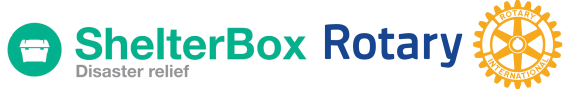 ShelterBox
Disaster relief
Rotary
ROTARY
INTERNATIONAL